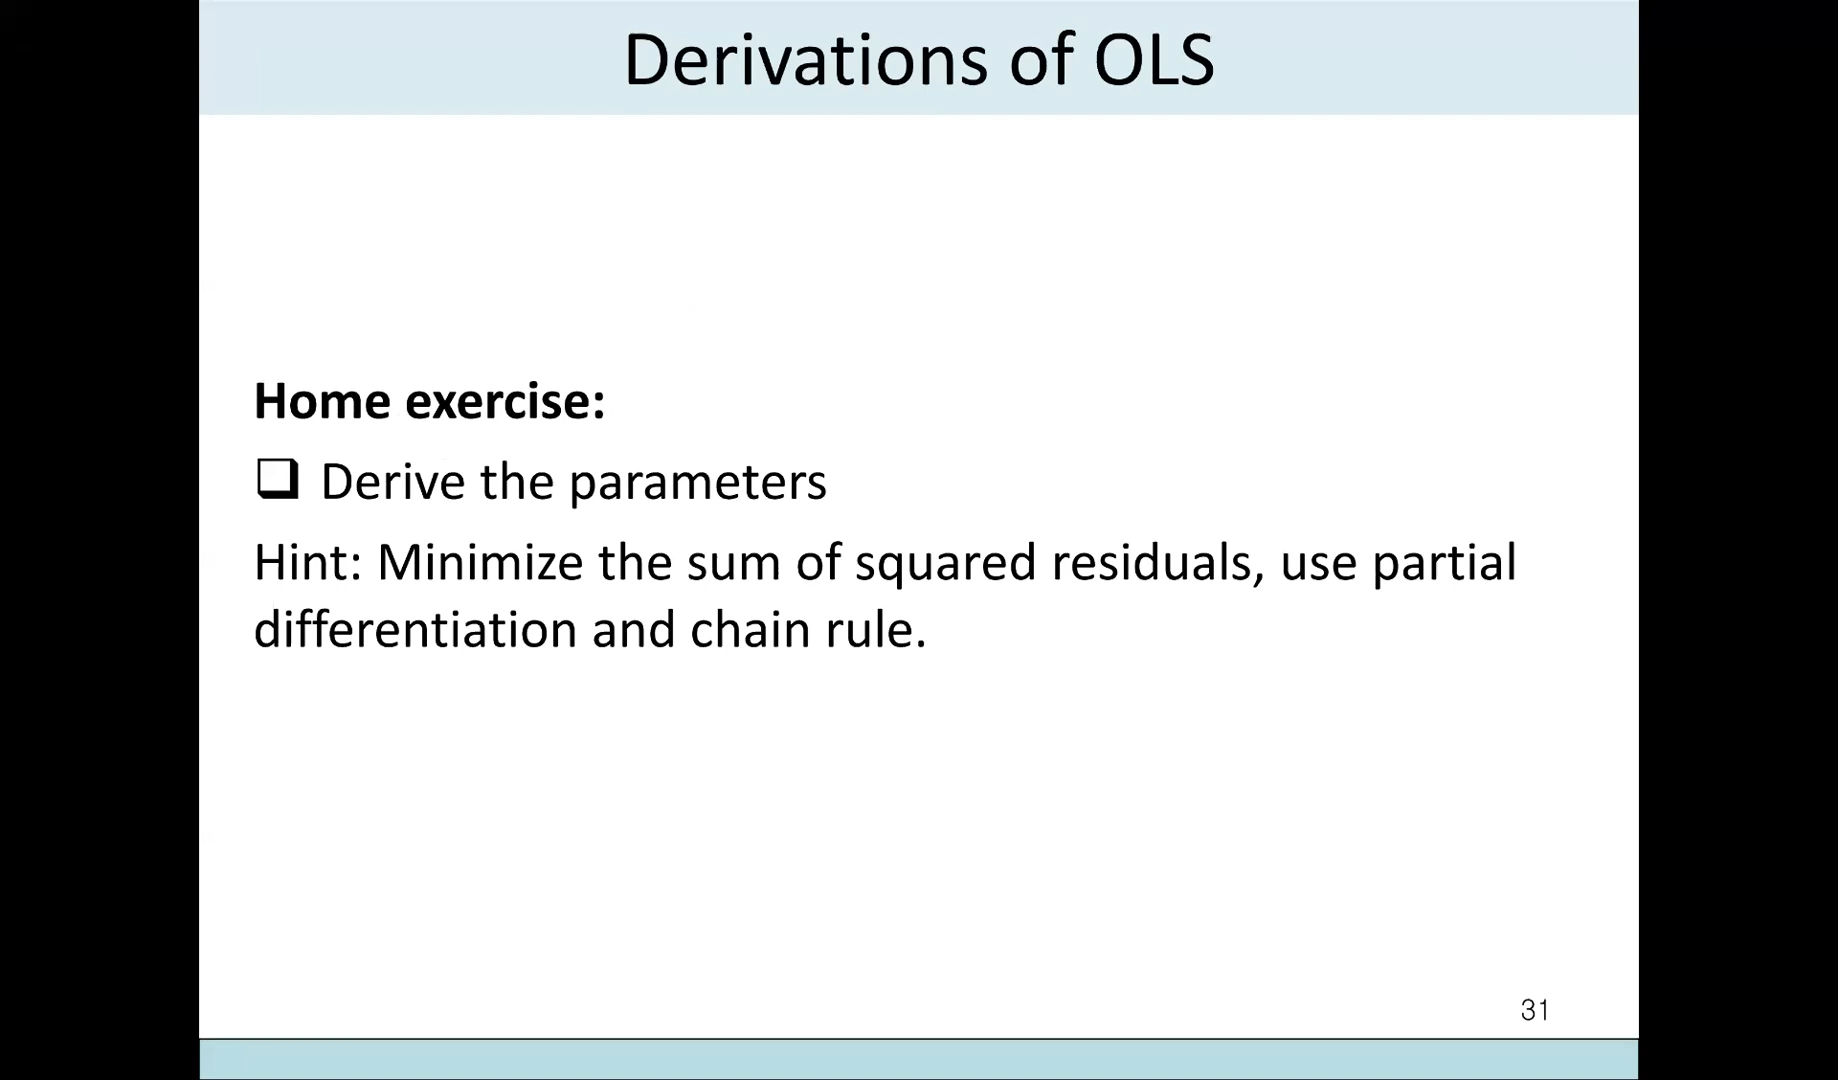 Derivations of OLS
Home exercise:
❑ Derive the parameters
Hint: Minimize the sum of squared residuals, use partial
differentiation and chain rule.
31